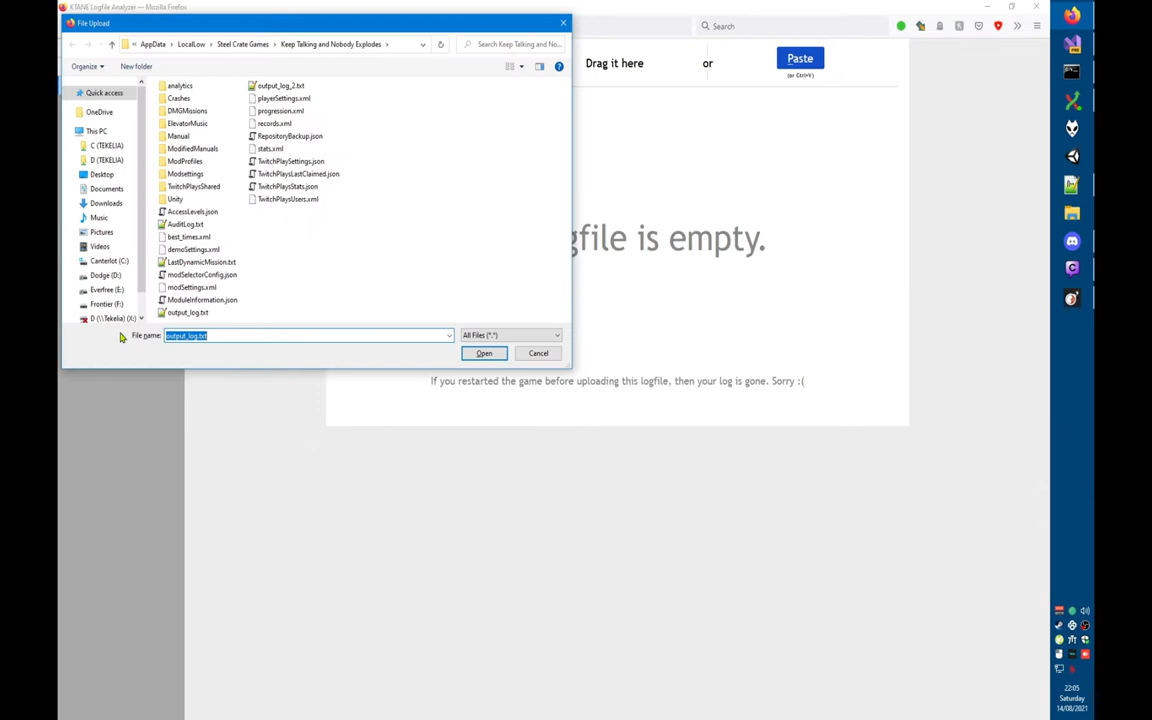 KTANE Logfile Analyzer — Mozilla Firefox
File Upload
« AppData › LocalLow › Steel Crate Games › Keep Talking and Nobody Explodes ›
Search Keep Talking and No...
Search
Organize
New folder
Drag it here
or
Paste
(or Ctrl+V)
Quick access
OneDrive
This PC
C (TEKELIA)
D (TEKELIA)
Desktop
Documents
Downloads
Music
Pictures
Videos
Canterlot (C:)
Dodge (D:)
Everfree (E:)
Frontier (F:)
D (\\Tekelia) (X:)
analytics
Crashes
DMGMissions
ElevatorMusic
Manual
ModifiedManuals
ModProfiles
Modsettings
TwitchPlaysShared
Unity
AccessLevels.json
AuditLog.txt
best_times.xml
demoSettings.xml
LastDynamicMission.txt
modSelectorConfig.json
modSettings.xml
ModuleInformation.json
output_log.txt
output_log_2.txt
playerSettings.xml
progression.xml
records.xml
RepositoryBackup.json
stats.xml
TwitchPlaySettings.json
TwitchPlaysLastClaimed.json
TwitchPlaysStats.json
TwitchPlaysUsers.xml
gfile is empty.
File name:
output_log.txt
All Files (*.*)
Open
Cancel
If you restarted the game before uploading this logfile, then your log is gone. Sorry :(
22:05
Saturday
14/08/2021